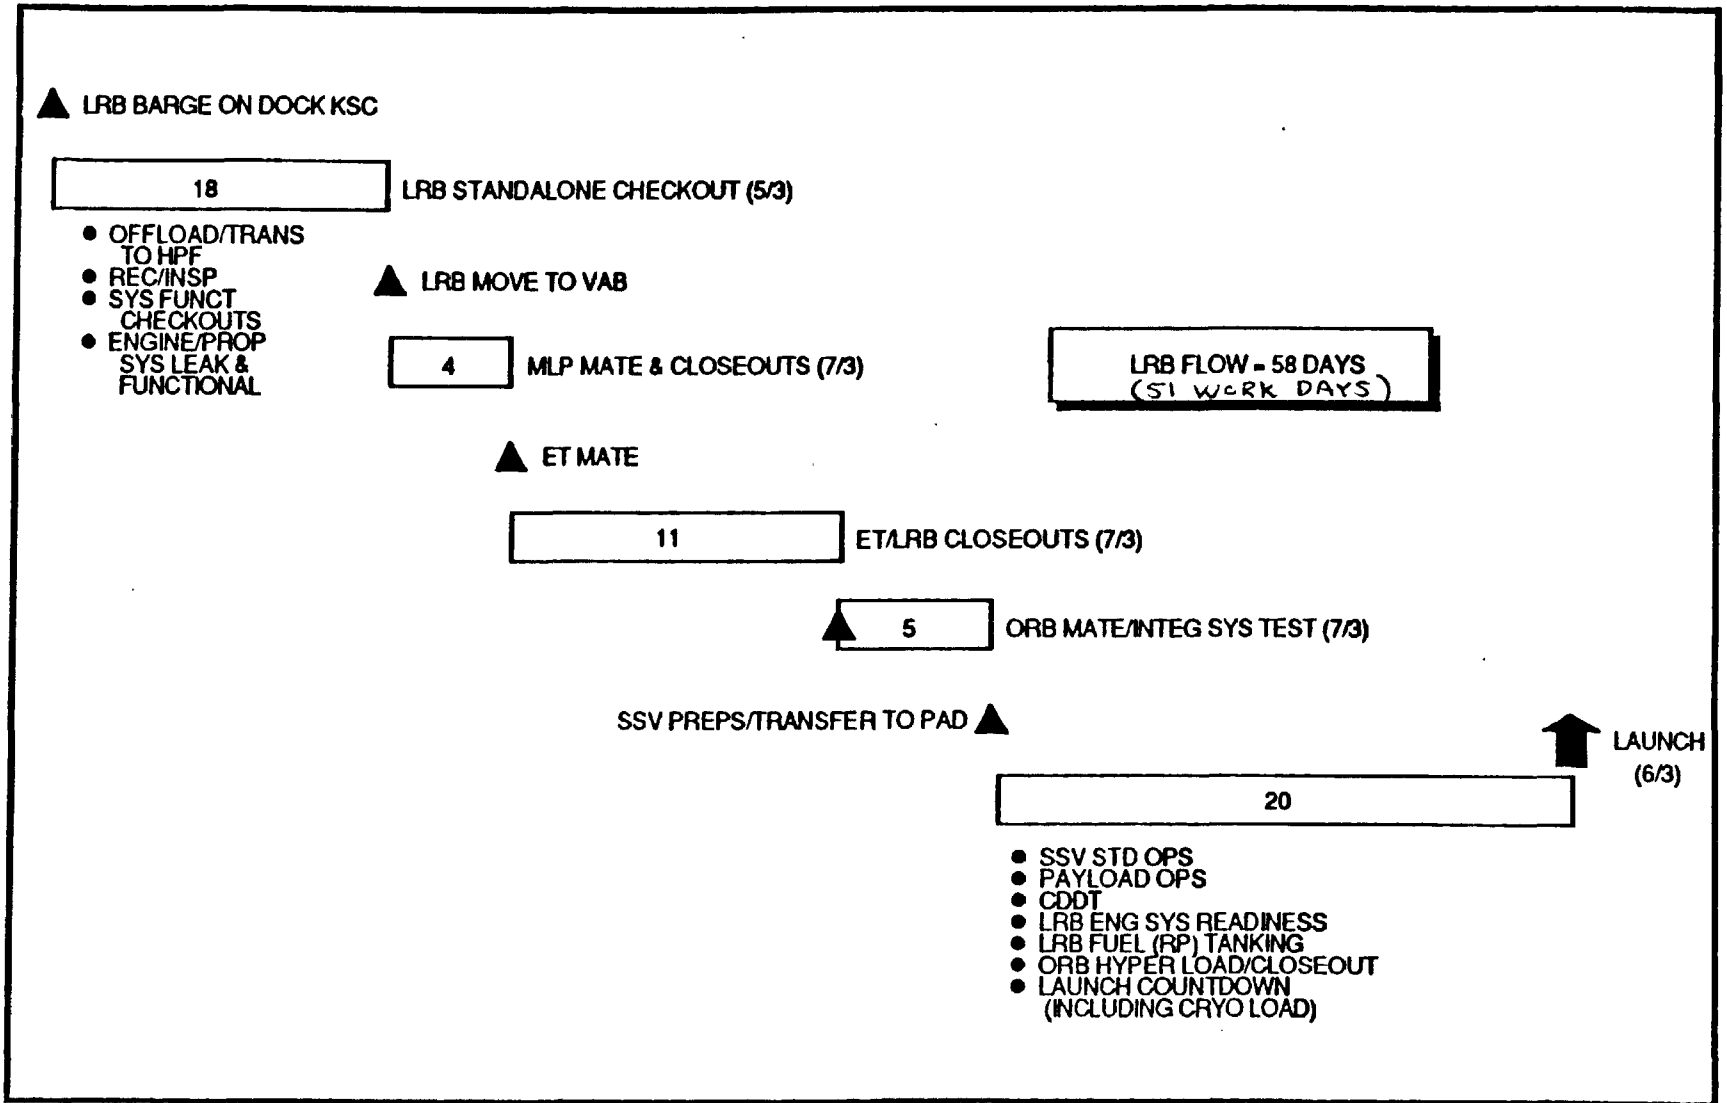 LRB BARGE ON DOCK KSC
18
LRB STANDALONE CHECKOUT (5/3)
● OFFLOAD/TRANS
TO HPF
● REC/INSP
● SYS FUNCT
CHECKOUTS
● ENGINE/PROP
SYS LEAK &
FUNCTIONAL
LRB MOVE TO VAB
4
MLP MATE & CLOSEOUTS (7/3)
LRB FLOW = 58 DAYS
(51 WORK DAYS)
ET MATE
11
ET/LRB CLOSEOUTS (7/3)
5
ORB MATE/INTEG SYS TEST (7/3)
SSV PREPS/TRANSFER TO PAD
LAUNCH
(6/3)
20
● SSV STD OPS
● PAYLOAD OPS
● CDDT
● LRB ENG SYS READINESS
● LRB FUEL (RP) TANKING
● ORB HYPER LOAD/CLOSEOUT
● LAUNCH COUNTDOWN
(INCLUDING CRYO LOAD)